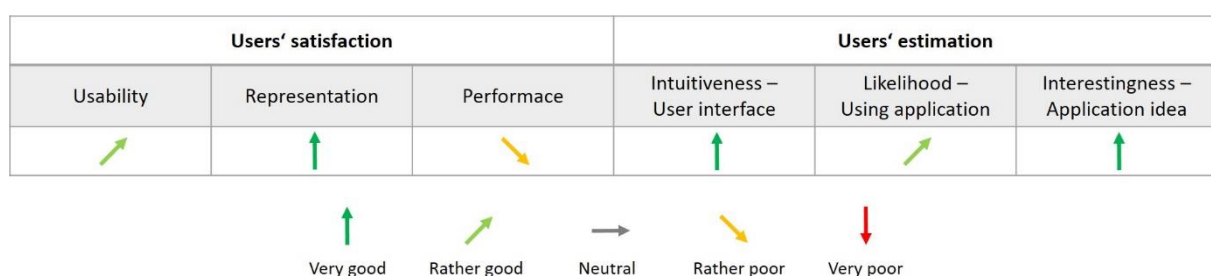 Users‘ satisfaction
Users‘ estimation
Usability
Representation
Performace
Intuitiveness –
User interface
Likelihood –
Using application
Interestingness –
Application idea
Very good
Rather good
Neutral
Rather poor
Very poor